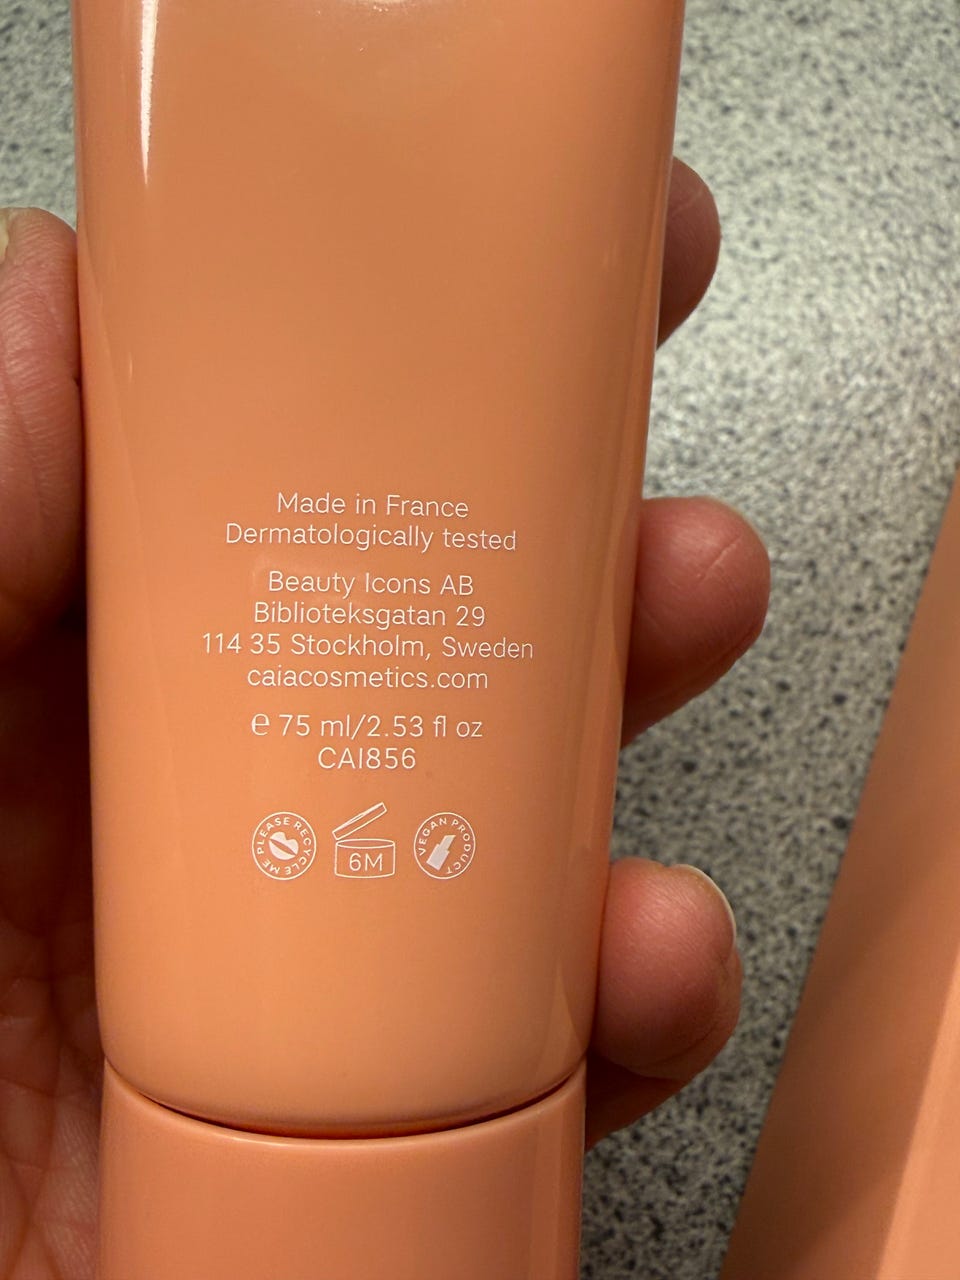 Made in France
Dermatologically tested
Beauty Icons AB
Biblioteksgatan 29
114 35 Stockholm, Sweden
caiacosmetics.com
℮ 75 ml/2.53 fl oz
CAI856
PLEASE RECYCLE ME
6M
VEGAN PRODUCT